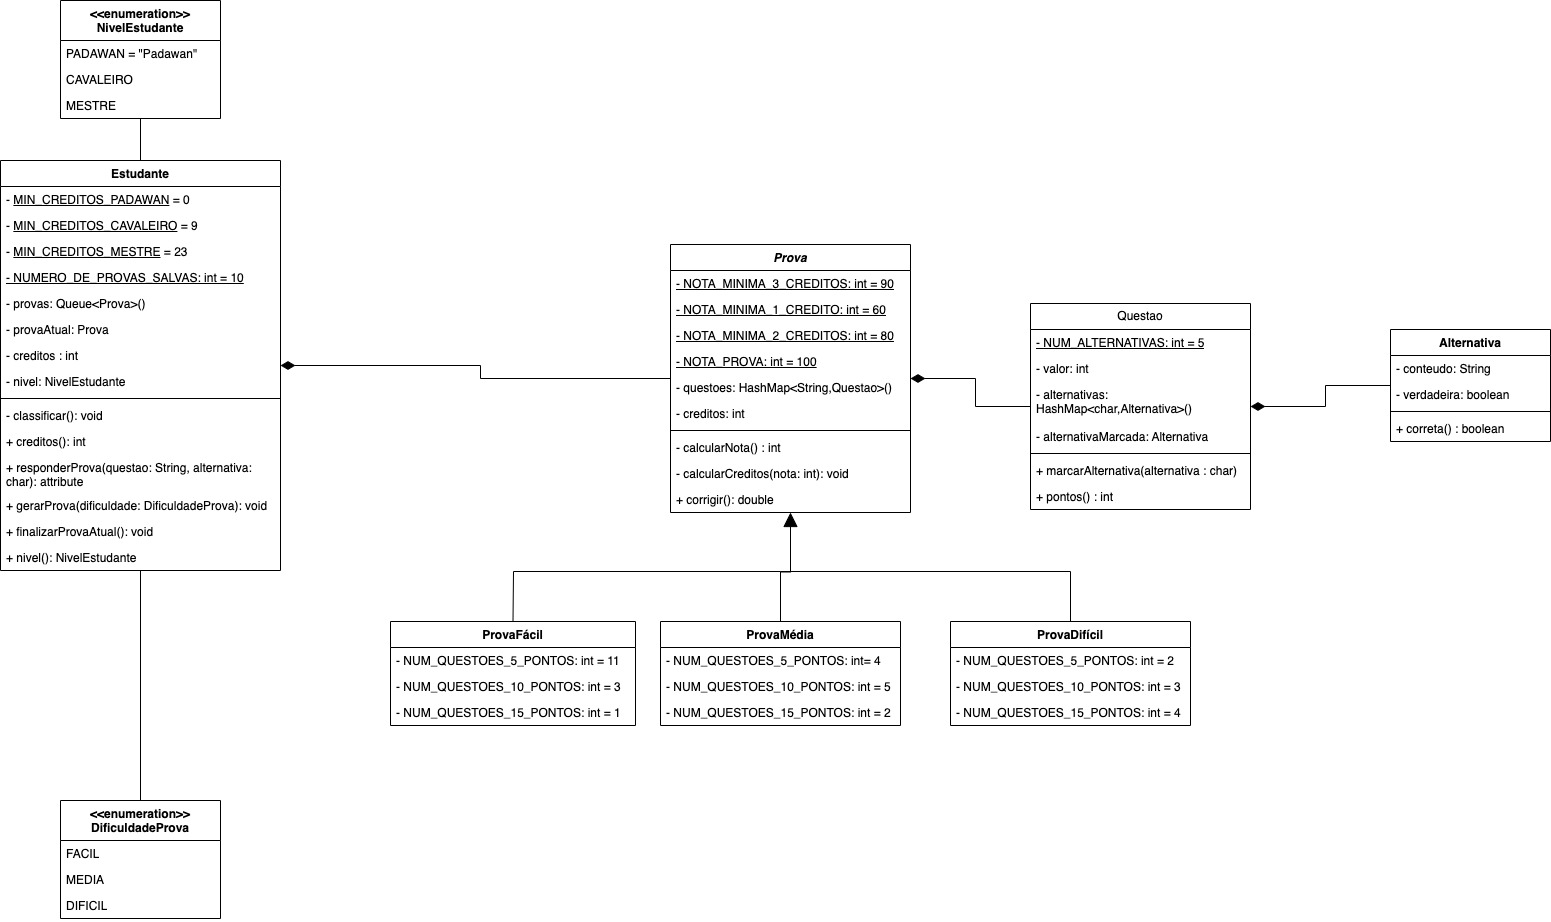 <<enumeration>>
NivelEstudante
PADAWAN = "Padawan"
CAVALEIRO
MESTRE
Estudante
- MIN_CREDITOS_PADAWAN = 0
- MIN_CREDITOS_CAVALEIRO = 9
- MIN_CREDITOS_MESTRE = 23
- NUMERO_DE_PROVAS_SALVAS: int = 10
- provas: Queue<Prova>()
- provaAtual: Prova
- creditos : int
- nivel: NivelEstudante
- classificar(): void
+ creditos(): int
+ responderProva(questao: String, alternativa:
char): attribute
+ gerarProva(dificuldade: DificuldadeProva): void
+ finalizarProvaAtual(): void
+ nivel(): NivelEstudante
Prova
- NOTA_MINIMA_3_CREDITOS: int = 90
- NOTA_MINIMA_1_CREDITO: int = 60
- NOTA_MINIMA_2_CREDITOS: int = 80
- NOTA_PROVA: int = 100
- questoes: HashMap<String,Questao>()
- creditos: int
- calcularNota() : int
- calcularCreditos(nota: int): void
+ corrigir(): double
Questao
- NUM_ALTERNATIVAS: int = 5
- valor: int
- alternativas:
HashMap<char,Alternativa>()
- alternativaMarcada: Alternativa
+ marcarAlternativa(alternativa : char)
+ pontos() : int
Alternativa
- conteudo: String
- verdadeira: boolean
+ correta() : boolean
ProvaFácil
- NUM_QUESTOES_5_PONTOS: int = 11
- NUM_QUESTOES_10_PONTOS: int = 3
- NUM_QUESTOES_15_PONTOS: int = 1
ProvaMédia
- NUM_QUESTOES_5_PONTOS: int= 4
- NUM_QUESTOES_10_PONTOS: int = 5
- NUM_QUESTOES_15_PONTOS: int = 2
ProvaDifícil
- NUM_QUESTOES_5_PONTOS: int = 2
- NUM_QUESTOES_10_PONTOS: int = 3
- NUM_QUESTOES_15_PONTOS: int = 4
<<enumeration>>
DificuldadeProva
FACIL
MEDIA
DIFICIL